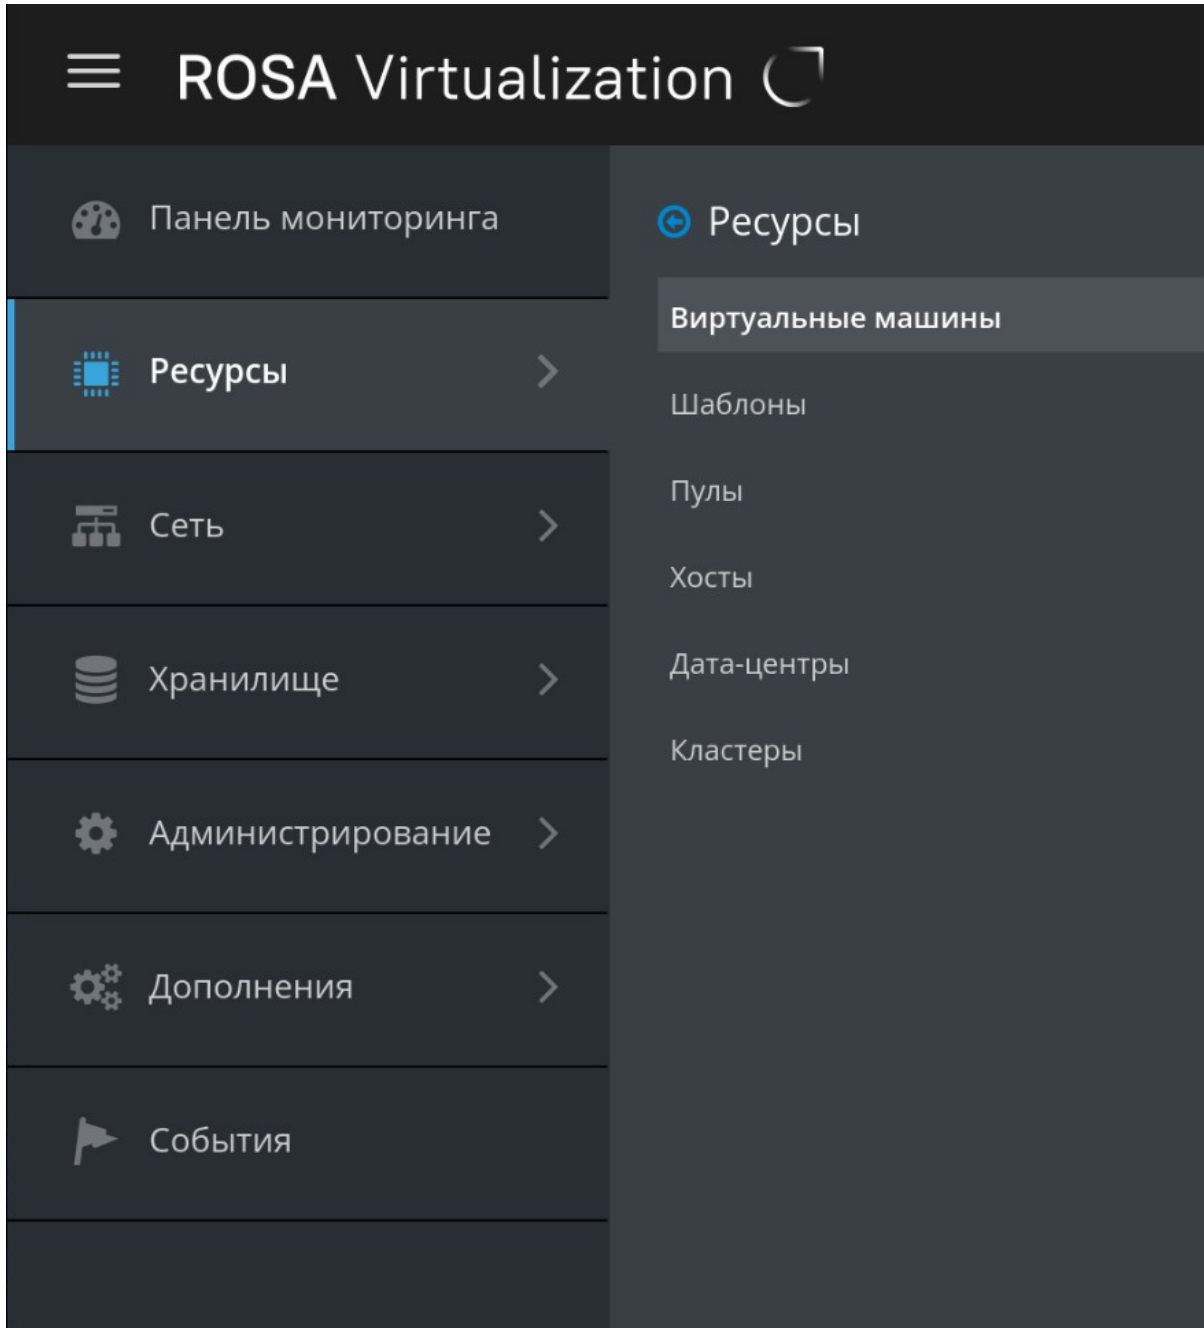 ROSA Virtualization
Панель мониторинга
Ресурсы
Сеть
Хранилище
Администрирование
Дополнения
События
Ресурсы
Виртуальные машины
Шаблоны
Пулы
Хосты
Дата-центры
Кластеры